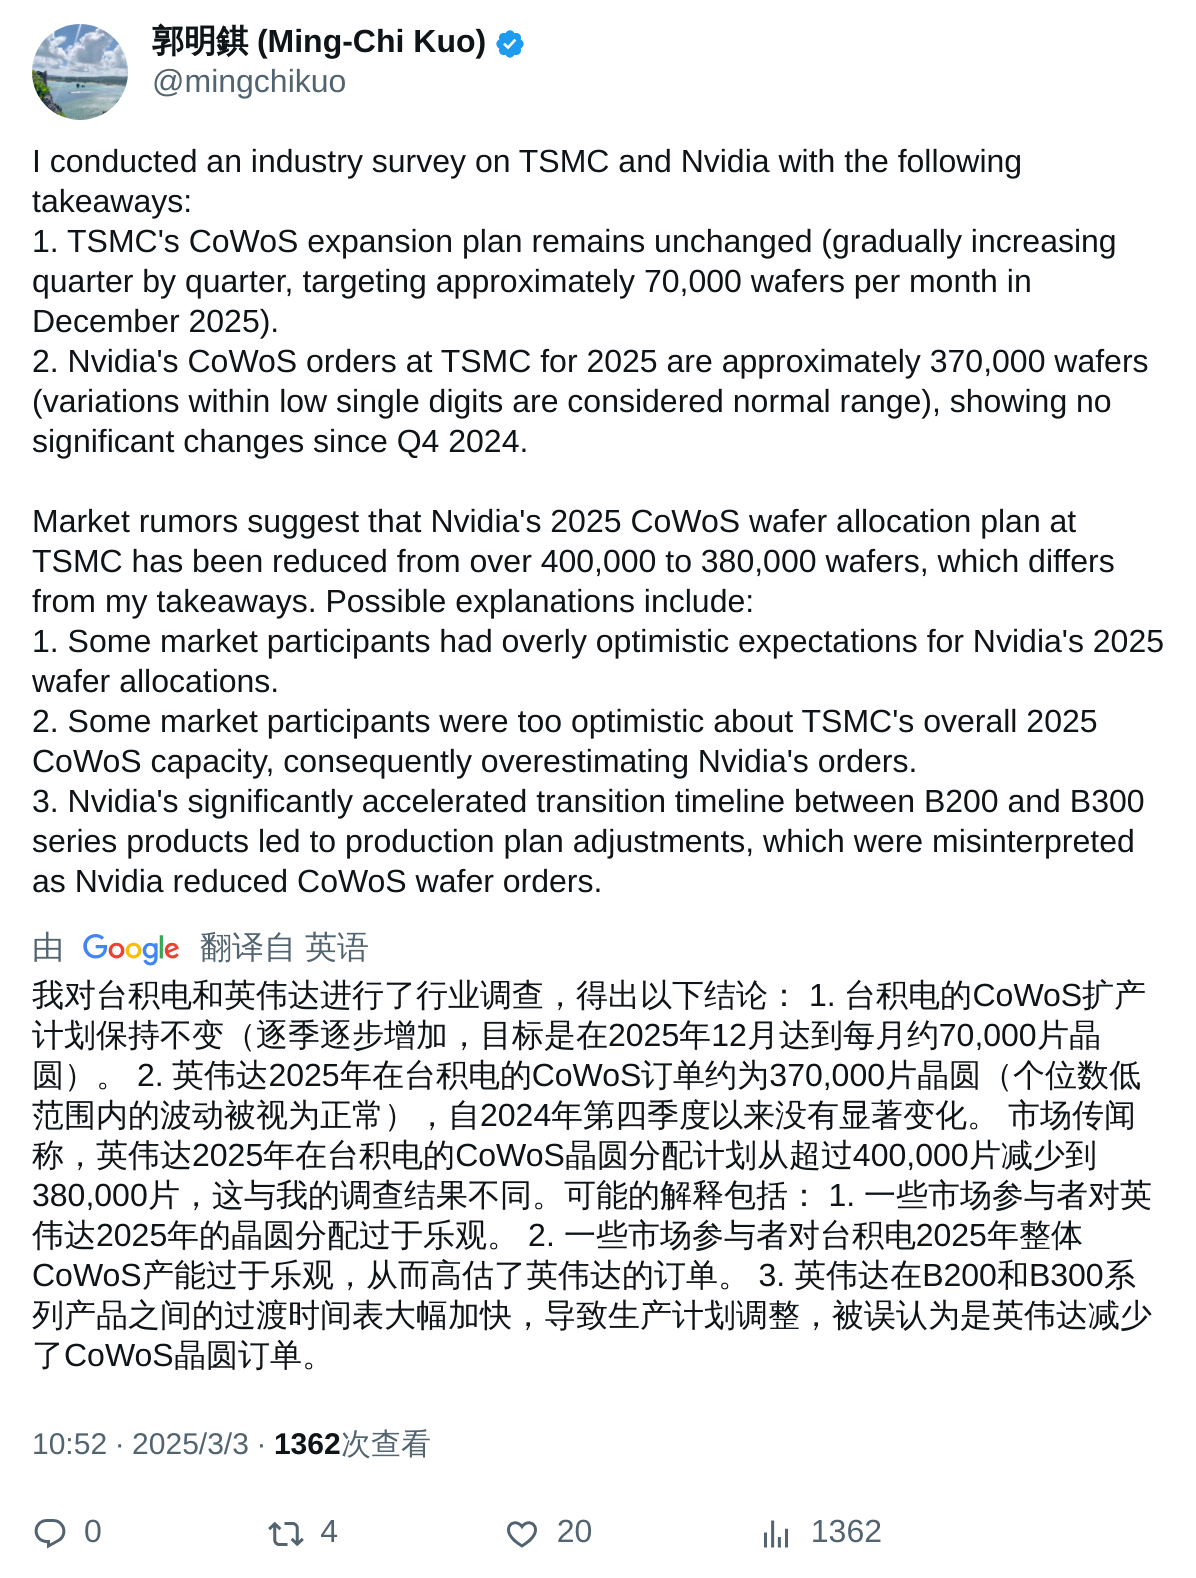 郭明錤 (Ming-Chi Kuo)
@mingchikuo
I conducted an industry survey on TSMC and Nvidia with the following
takeaways:
1. TSMC's CoWoS expansion plan remains unchanged (gradually increasing
quarter by quarter, targeting approximately 70,000 wafers per month in
December 2025).
2. Nvidia's CoWoS orders at TSMC for 2025 are approximately 370,000 wafers
(variations within low single digits are considered normal range), showing no
significant changes since Q4 2024.
Market rumors suggest that Nvidia's 2025 CoWoS wafer allocation plan at
TSMC has been reduced from over 400,000 to 380,000 wafers, which differs
from my takeaways. Possible explanations include:
1. Some market participants had overly optimistic expectations for Nvidia's 2025
wafer allocations.
2. Some market participants were too optimistic about TSMC's overall 2025
CoWoS capacity, consequently overestimating Nvidia's orders.
3. Nvidia's significantly accelerated transition timeline between B200 and B300
series products led to production plan adjustments, which were misinterpreted
as Nvidia reduced CoWoS wafer orders.
由 Google 翻译自 英语
我对台积电和英伟达进行了行业调查，得出以下结论： 1. 台积电的CoWoS扩产
计划保持不变（逐季逐步增加，目标是在2025年12月达到每月约70,000片晶
圆）。 2. 英伟达2025年在台积电的CoWoS订单约为370,000片晶圆（个位数低
范围内的波动被视为正常），自2024年第四季度以来没有显著变化。 市场传闻
称，英伟达2025年在台积电的CoWoS晶圆分配计划从超过400,000片减少到
380,000片，这与我的调查结果不同。可能的解释包括： 1. 一些市场参与者对英
伟达2025年的晶圆分配过于乐观。 2. 一些市场参与者对台积电2025年整体
CoWoS产能过于乐观，从而高估了英伟达的订单。 3. 英伟达在B200和B300系
列产品之间的过渡时间表大幅加快，导致生产计划调整，被误认为是英伟达减少
了CoWoS晶圆订单。
10:52 · 2025/3/3 · 1362次查看
0 4 20 1362